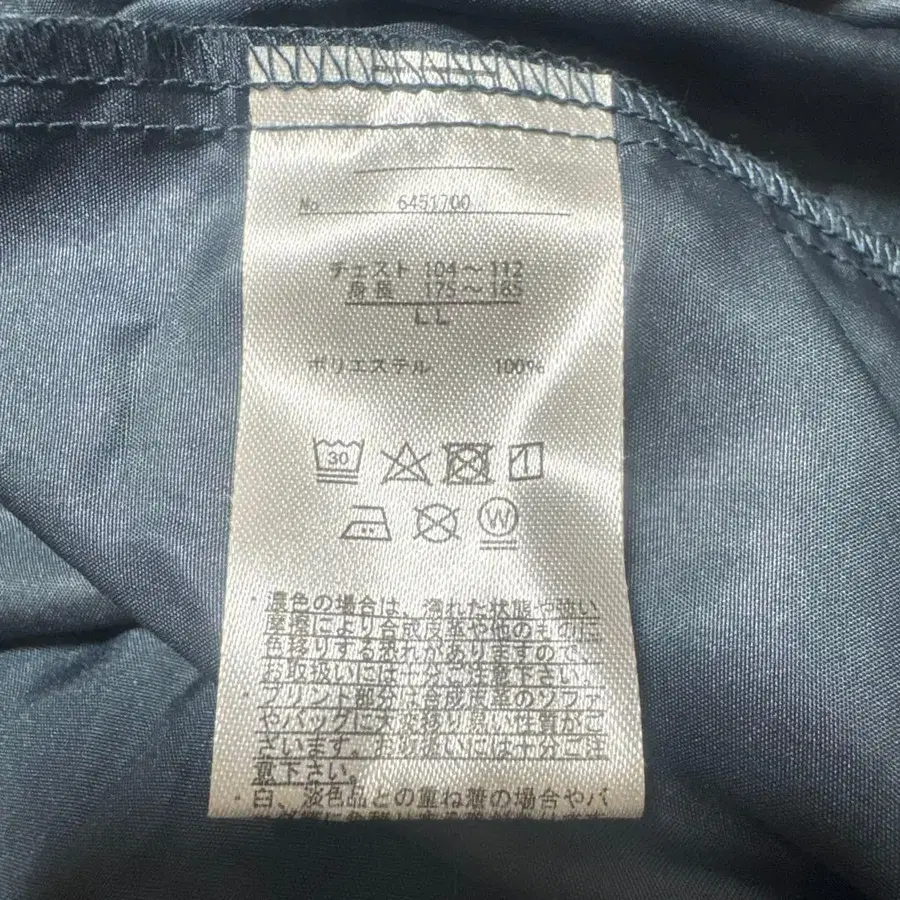 No. 6451700
チェスト 104～112
身長 175～185
LL
ポリエステル 100%
30
W
・濃色の場合は、濡れた状態や強い
摩擦により合成皮革や他のものに
色移りする恐れがありますので、
お取扱いには十分ご注意下さい。
プリント部分は合成皮革のソファ
やバッグに大変移り易い性質がご
ざいます。お取り扱いには十分ご注
意下さい。
・白、淡色品との重ね着の場合やバ